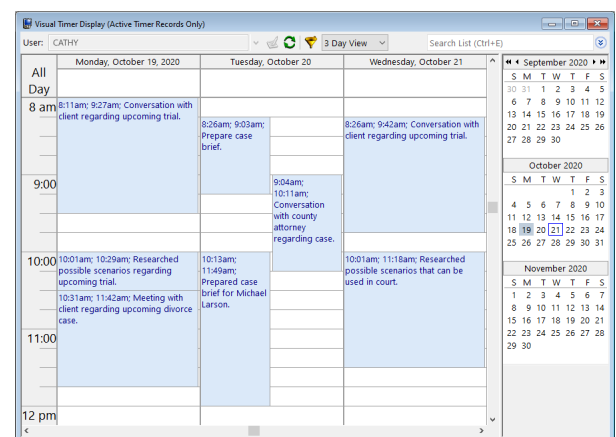 Visual Timer Display (Active Timer Records Only)
User: CATHY 3 Day View Search List (Ctrl+E)
Monday, October 19, 2020 Tuesday, October 20 Wednesday, October 21
All
Day
8 am
9:00
10:00
11:00
12 pm
8:11am; 9:27am; Conversation with
client regarding upcoming trial.
10:01am; 10:29am; Researched
possible scenarios regarding
upcoming trial.
10:31am; 11:42am; Meeting with
client regarding upcoming divorce
case.
8:26am; 9:03am;
Prepare case
brief.
9:04am;
10:11am;
Conversation
with county
attorney
regarding case.
10:13am;
11:49am;
Prepared case
brief for Michael
Larson.
8:26am; 9:42am; Conversation with
client regarding upcoming trial.
10:01am; 11:18am; Researched
possible scenarios that can be
used in court.
September 2020
S M T W T F S
30 31 1 2 3 4 5
6 7 8 9 10 11 12
13 14 15 16 17 18 19
20 21 22 23 24 25 26
27 28 29 30
October 2020
S M T W T F S
1 2 3
4 5 6 7 8 9 10
11 12 13 14 15 16 17
18 19 20 21 22 23 24
25 26 27 28 29 30 31
November 2020
S M T W T F S
1 2 3 4 5 6 7
8 9 10 11 12 13 14
15 16 17 18 19 20 21
22 23 24 25 26 27 28
29 30